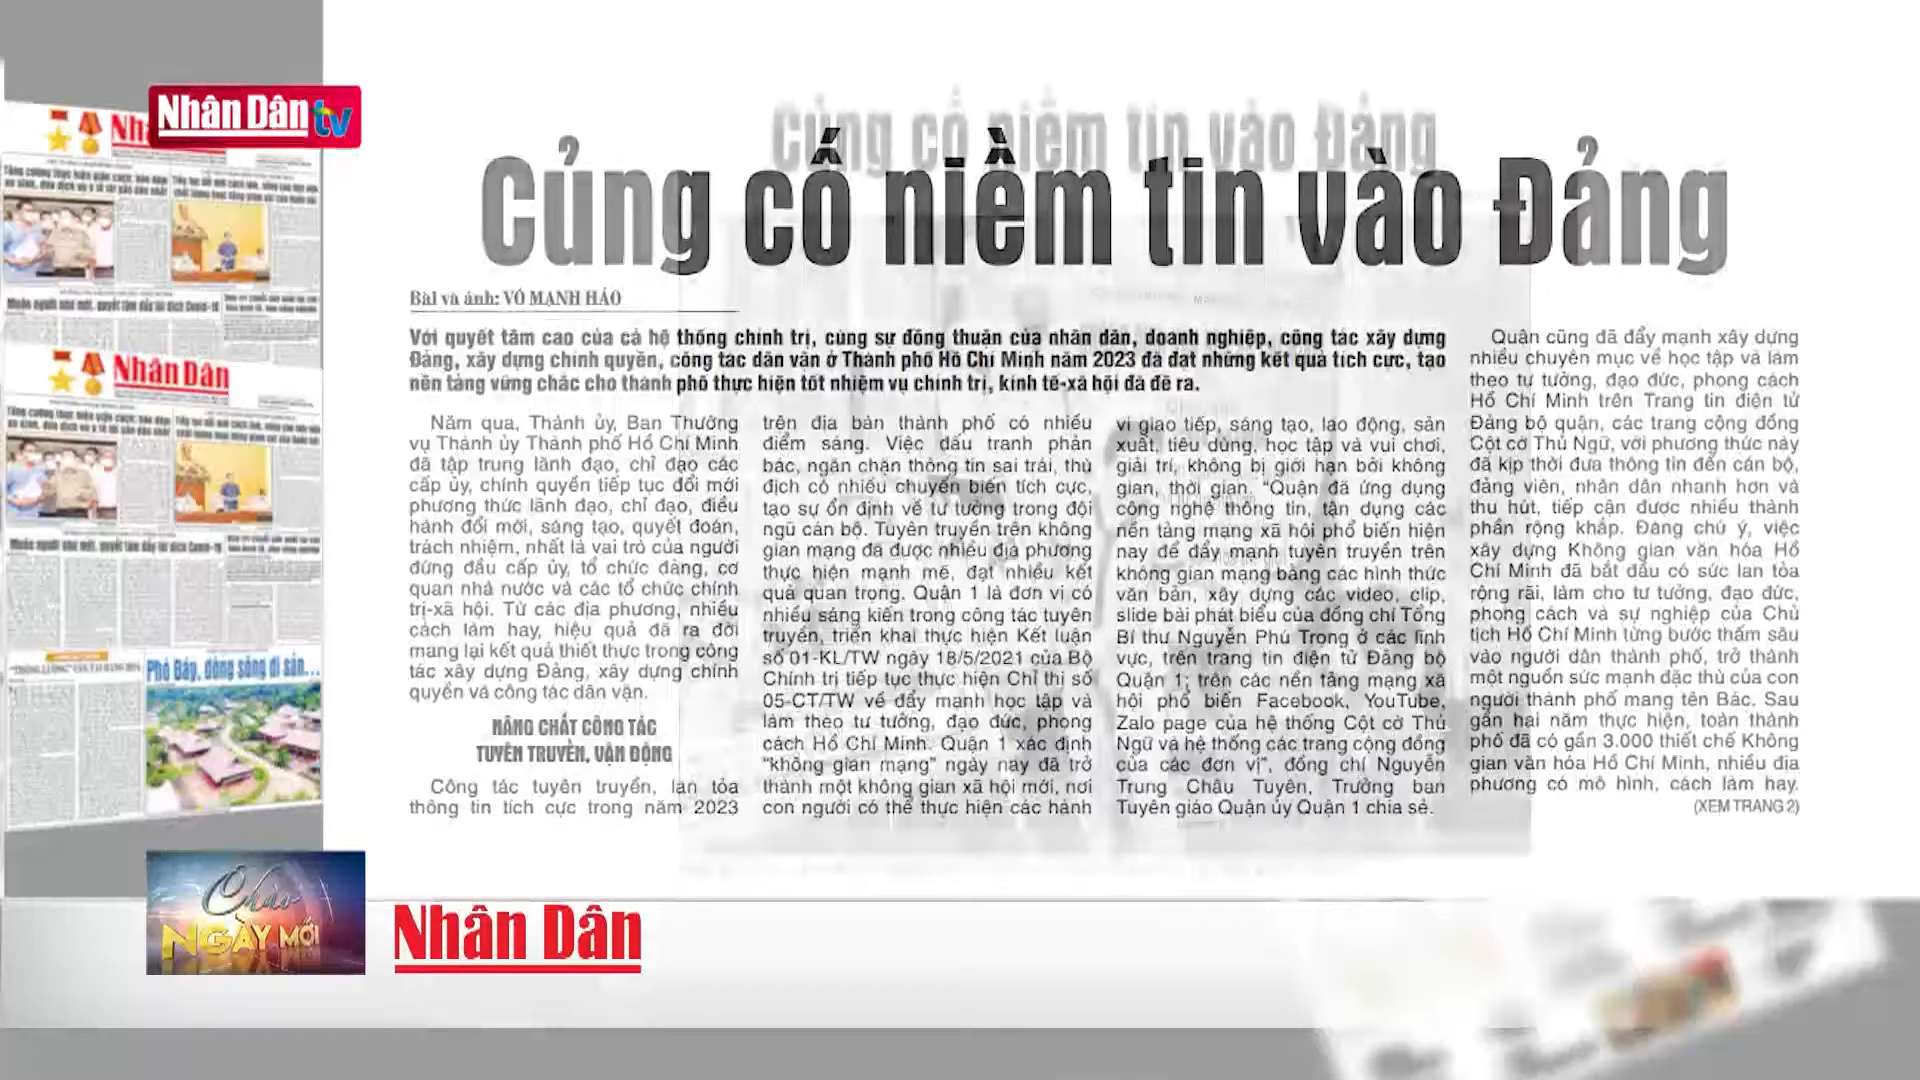 Nhân Dân tv
Củng cố niềm tin vào Đảng
Củng cố niềm tin vào Đảng
Bài và ảnh: VÕ MẠNH HẢO
Với quyết tâm cao của cả hệ thống chính trị, cùng sự đồng thuận của nhân dân, doanh nghiệp, công tác xây dựng
Đảng, xây dựng chính quyền, công tác dân vận ở Thành phố Hồ Chí Minh năm 2023 đã đạt những kết quả tích cực, tạo
nền tảng vững chắc cho thành phố thực hiện tốt nhiệm vụ chính trị, kinh tế-xã hội đã đề ra.
Năm qua, Thành ủy, Ban Thường
vụ Thành ủy Thành phố Hồ Chí Minh
đã tập trung lãnh đạo, chỉ đạo các
cấp ủy, chính quyền tiếp tục đổi mới
phương thức lãnh đạo, chỉ đạo, điều
hành đổi mới, sáng tạo, quyết đoán,
trách nhiệm, nhất là vai trò của người
đứng đầu cấp ủy, tổ chức đảng, cơ
quan nhà nước và các tổ chức chính
trị-xã hội. Từ các địa phương, nhiều
cách làm hay, hiệu quả đã ra đời
mang lại kết quả thiết thực trong công
tác xây dựng Đảng, xây dựng chính
quyền và công tác dân vận.
NÂNG CHẤT CÔNG TÁC
TUYÊN TRUYỀN, VẬN ĐỘNG
Công tác tuyên truyền, lan tỏa
thông tin tích cực trong năm 2023
trên địa bàn thành phố có nhiều
điểm sáng. Việc đấu tranh phản
bác, ngăn chặn thông tin sai trái, thù
địch có nhiều chuyển biến tích cực,
tạo sự ổn định về tư tưởng trong đội
ngũ cán bộ. Tuyên truyền trên không
gian mạng đã được nhiều địa phương
thực hiện mạnh mẽ, đạt nhiều kết
quả quan trọng. Quận 1 là đơn vị có
nhiều sáng kiến trong công tác tuyên
truyền, triển khai thực hiện Kết luận
số 01-KL/TW ngày 18/5/2021 của Bộ
Chính trị tiếp tục thực hiện Chỉ thị số
05-CT/TW về đẩy mạnh học tập và
làm theo tư tưởng, đạo đức, phong
cách Hồ Chí Minh. Quận 1 xác định
“không gian mạng” ngày nay đã trở
thành một không gian xã hội mới, nơi
con người có thể thực hiện các hành
vi giao tiếp, sáng tạo, lao động, sản
xuất, tiêu dùng, học tập và vui chơi,
giải trí, không bị giới hạn bởi không
gian, thời gian. “Quận đã ứng dụng
công nghệ thông tin, tận dụng các
nền tảng mạng xã hội phổ biến hiện
nay để đẩy mạnh tuyên truyền trên
không gian mạng bằng các hình thức
văn bản, xây dựng các video, clip,
slide bài phát biểu của đồng chí Tổng
Bí thư Nguyễn Phú Trọng ở các lĩnh
vực, trên trang tin điện tử Đảng bộ
Quận 1; trên các nền tảng mạng xã
hội phổ biến Facebook, YouTube,
Zalo page của hệ thống Cột cờ Thủ
Ngữ và hệ thống các trang cộng đồng
của các đơn vị”, đồng chí Nguyễn
Trung Châu Tuyên, Trưởng ban
Tuyên giáo Quận ủy Quận 1 chia sẻ.
Quận cũng đã đẩy mạnh xây dựng
nhiều chuyên mục về học tập và làm
theo tư tưởng, đạo đức, phong cách
Hồ Chí Minh trên Trang tin điện tử
Đảng bộ quận, các trang cộng đồng
Cột cờ Thủ Ngữ, với phương thức này
đã kịp thời đưa thông tin đến cán bộ,
đảng viên, nhân dân nhanh hơn và
thu hút, tiếp cận được nhiều thành
phần rộng khắp. Đáng chú ý, việc
xây dựng Không gian văn hóa Hồ
Chí Minh đã bắt đầu có sức lan tỏa
rộng rãi, làm cho tư tưởng, đạo đức,
phong cách và sự nghiệp của Chủ
tịch Hồ Chí Minh từng bước thấm sâu
vào người dân thành phố, trở thành
một nguồn sức mạnh đặc thù của con
người thành phố mang tên Bác. Sau
gần hai năm thực hiện, toàn thành
phố đã có gần 3.000 thiết chế Không
gian văn hóa Hồ Chí Minh, nhiều địa
phương có mô hình, cách làm hay.
(XEM TRANG 2)
Nhân Dân
Phố Bảy, dòng sông di sản...
Chào
NGÀY MỚI
Nhân Dân